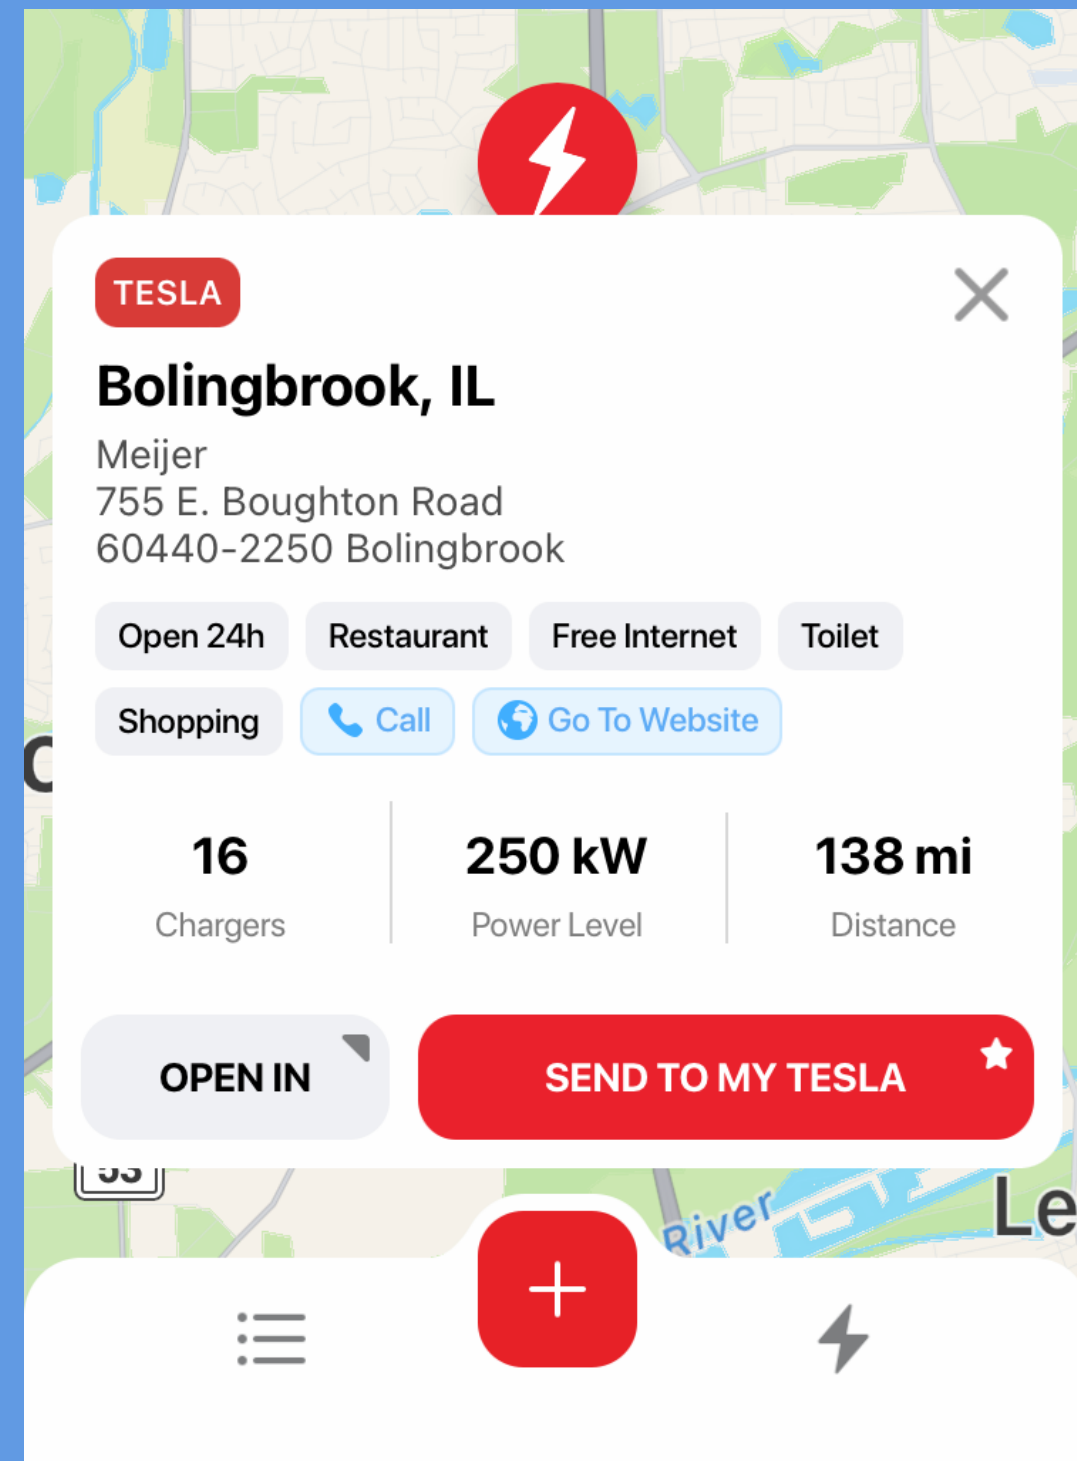 TESLA
Bolingbrook, IL
Meijer
755 E. Boughton Road
60440-2250 Bolingbrook
Open 24h Restaurant Free Internet Toilet
Shopping Call Go To Website
16 250 kW 138 mi
Chargers Power Level Distance
OPEN IN SEND TO MY TESLA
53
River